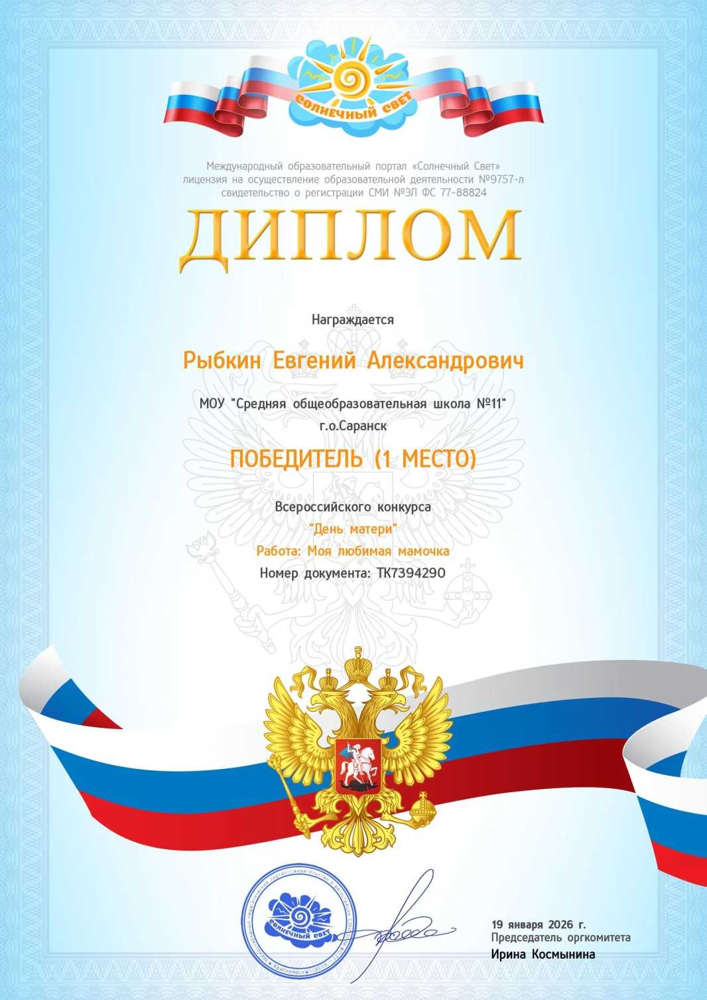 СОЛНЕЧНЫЙ СВЕТ
Международный образовательный портал «Солнечный Свет»
лицензия на осуществление образовательной деятельности №9757-л
свидетельство о регистрации СМИ №ЭЛ ФС 77-88824
ДИПЛОМ
Награждается
Рыбкин Евгений Александрович
МОУ "Средняя общеобразовательная школа №11"
г.о.Саранск
ПОБЕДИТЕЛЬ (1 МЕСТО)
Всероссийского конкурса
"День матери"
Работа: Моя любимая мамочка
Номер документа: ТК7394290
СОЛНЕЧНЫЙ СВЕТ
19 января 2026 г.
Председатель оргкомитета
Ирина Космынина